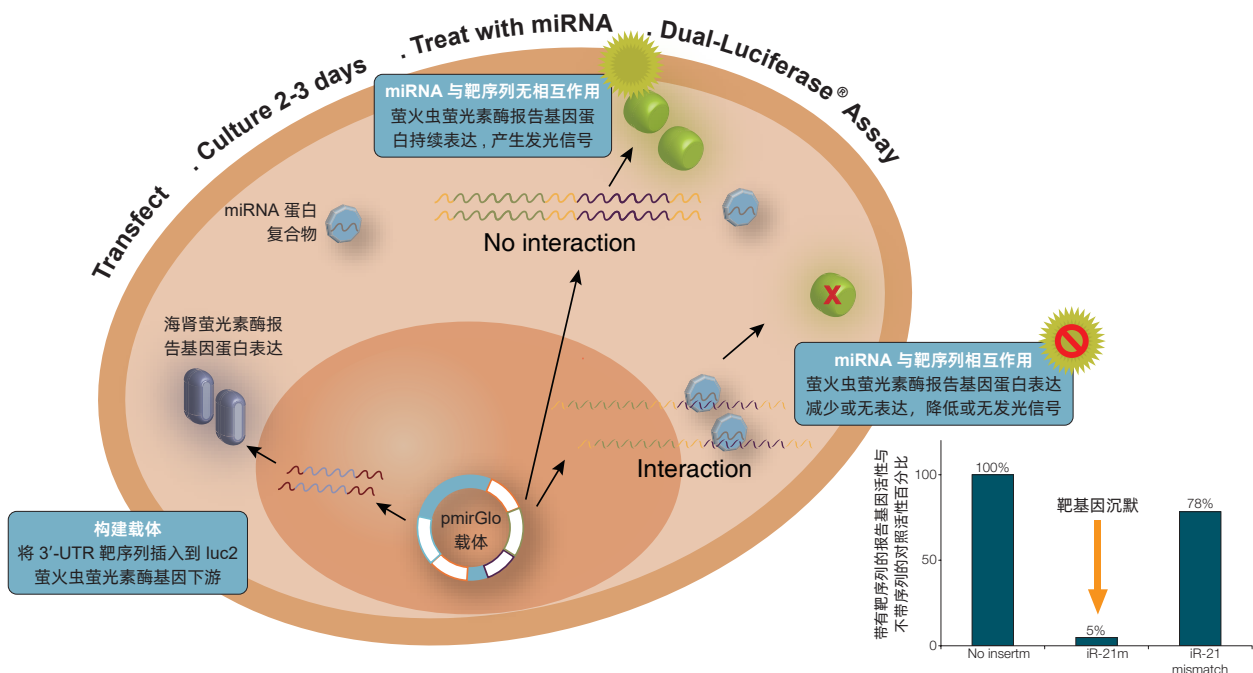 Transfect . Culture 2-3 days . Treat with miRNA . Dual-Luciferase® Assay
miRNA 与靶序列无相互作用
萤火虫萤光素酶报告基因蛋
白持续表达 , 产生发光信号
miRNA 蛋白
复合物
No interaction
X
海肾萤光素酶报
告基因蛋白表达
miRNA 与靶序列相互作用
萤火虫萤光素酶报告基因蛋白表达
减少或无表达，降低或无发光信号
Interaction
pmirGlo
载体
构建载体
将 3′-UTR 靶序列插入到 luc2
萤火虫萤光素酶基因下游
带有靶序列的报告基因活性与
不带序列的对照活性百分比
100
50
0
100%
靶基因沉默
5%
78%
No insertm
iR-21m
iR-21
mismatch